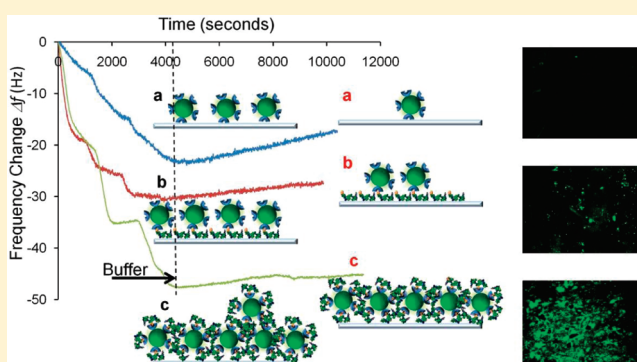 Time (seconds)
0 2000 4000 6000 8000 10000 12000
Frequency Change Δf (Hz)
0
-10
-20
-30
-40
-50
a
a
b
b
Buffer
c
c